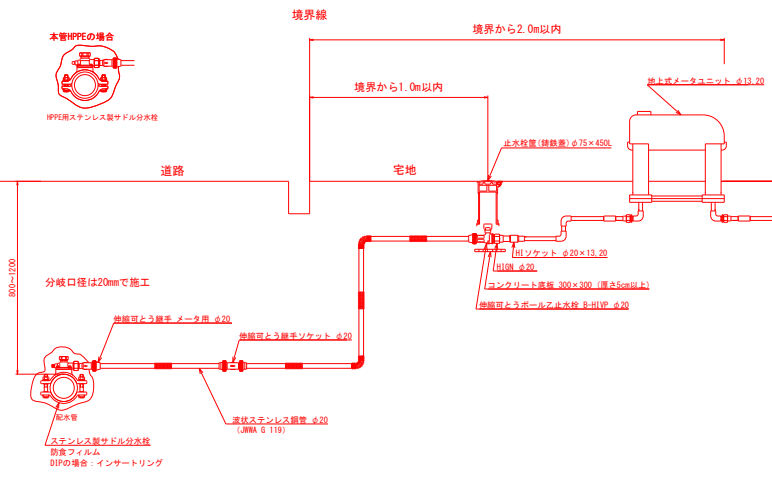 境界線
境界から2.0m以内
本管HPPEの場合
HPPE用ステンレス製サドル分水栓
境界から1.0m以内
地上式メータユニット φ13,20
止水栓筐(鋳鉄蓋)φ75×450L
道路
宅地
800~1200
分岐口径は20mmで施工
HIソケット φ20×13,20
HIGN φ20
コンクリート底板 300×300 (厚さ5cm以上)
伸縮可とうボール乙止水栓 B-HIVP φ20
伸縮可とう継手 メータ用 φ20
伸縮可とう継手ソケット φ20
配水管
波状ステンレス鋼管 φ20
(JWWA G 119)
ステンレス製サドル分水栓
防食フィルム
DIPの場合：インサートリング